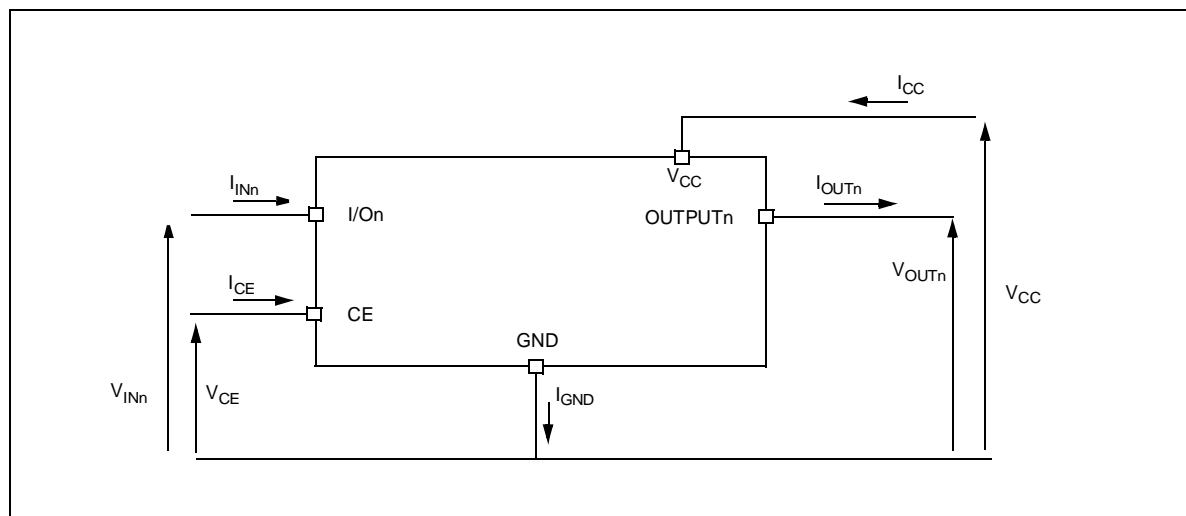 I_CC
V_CC
I_INn
I/On
I_OUTn
OUTPUTn
V_OUTn
I_CE
CE
V_CC
GND
V_INn
V_CE
I_GND